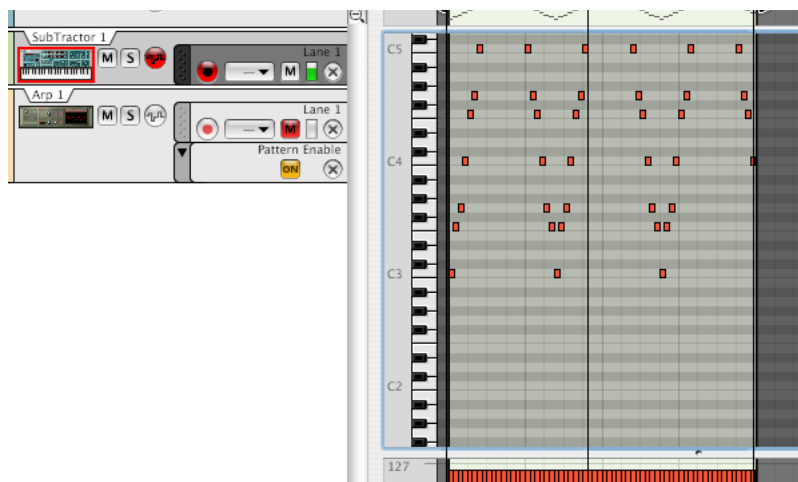 SubTractor 1
M S
Lane 1
M
Arp 1
M S
Lane 1
M
Pattern Enable
ON
C5
C4
C3
C2
127